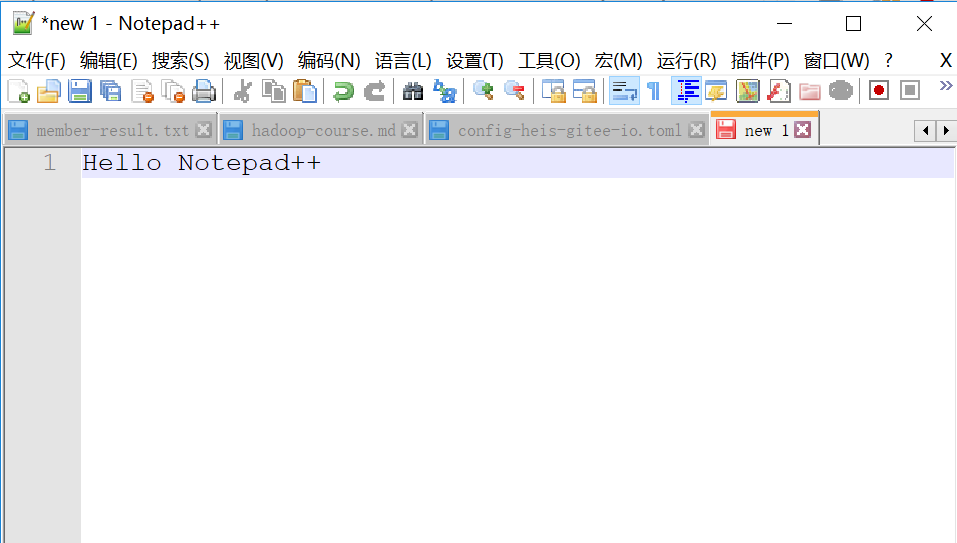 *new 1 - Notepad++
文件(F) 编辑(E) 搜索(S) 视图(V) 编码(N) 语言(L) 设置(T) 工具(O) 宏(M) 运行(R) 插件(P) 窗口(W) ? X
member-result.txt hadoop-course.md config-heis-gitee-io.toml new 1
1 Hello Notepad++